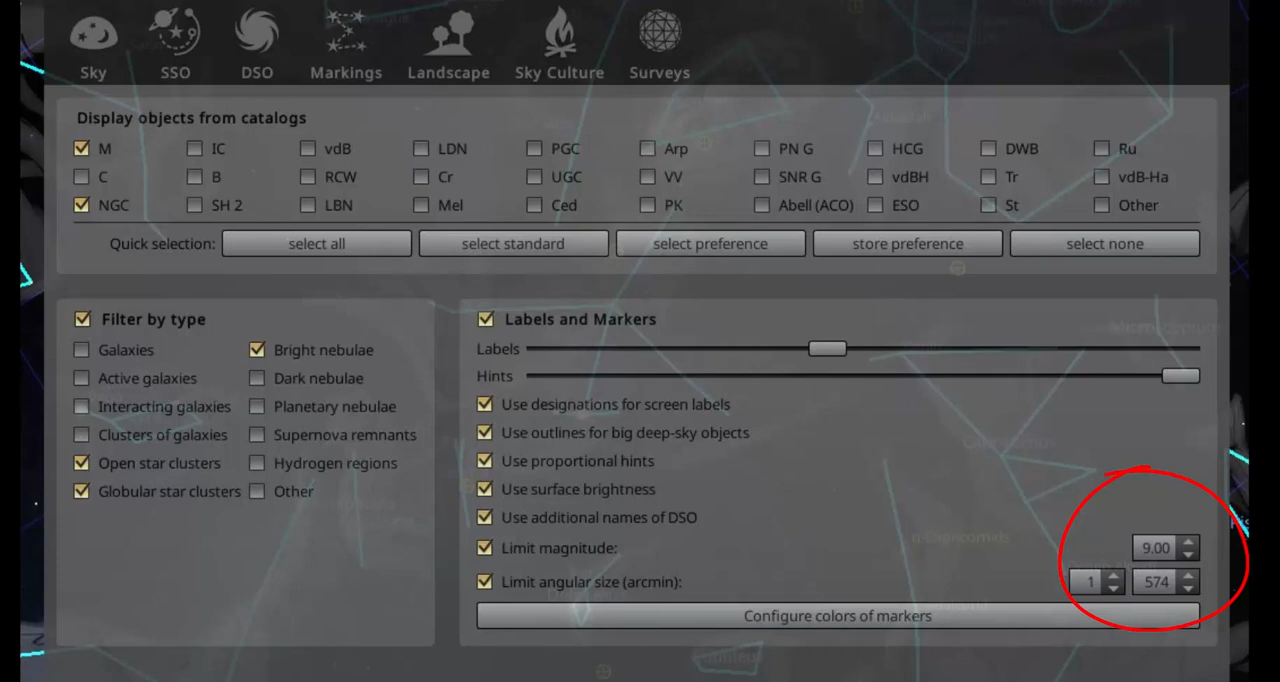 Sky SSO DSO Markings Landscape Sky Culture Surveys
Display objects from catalogs
M IC vdB LDN PGC Arp PN G HCG DWB Ru
C B RCW Cr UGC VV SNR G vdBH Tr vdB-Ha
NGC SH 2 LBN Mel Ced PK Abell (ACO) ESO St Other
Quick selection: select all select standard select preference store preference select none
Filter by type
Galaxies Bright nebulae
Active galaxies Dark nebulae
Interacting galaxies Planetary nebulae
Clusters of galaxies Supernova remnants
Open star clusters Hydrogen regions
Globular star clusters Other
Labels and Markers
Labels
Hints
Use designations for screen labels
Use outlines for big deep-sky objects
Use proportional hints
Use surface brightness
Use additional names of DSO
Limit magnitude: 9.00
Limit angular size (arcmin): 1 574
Configure colors of markers